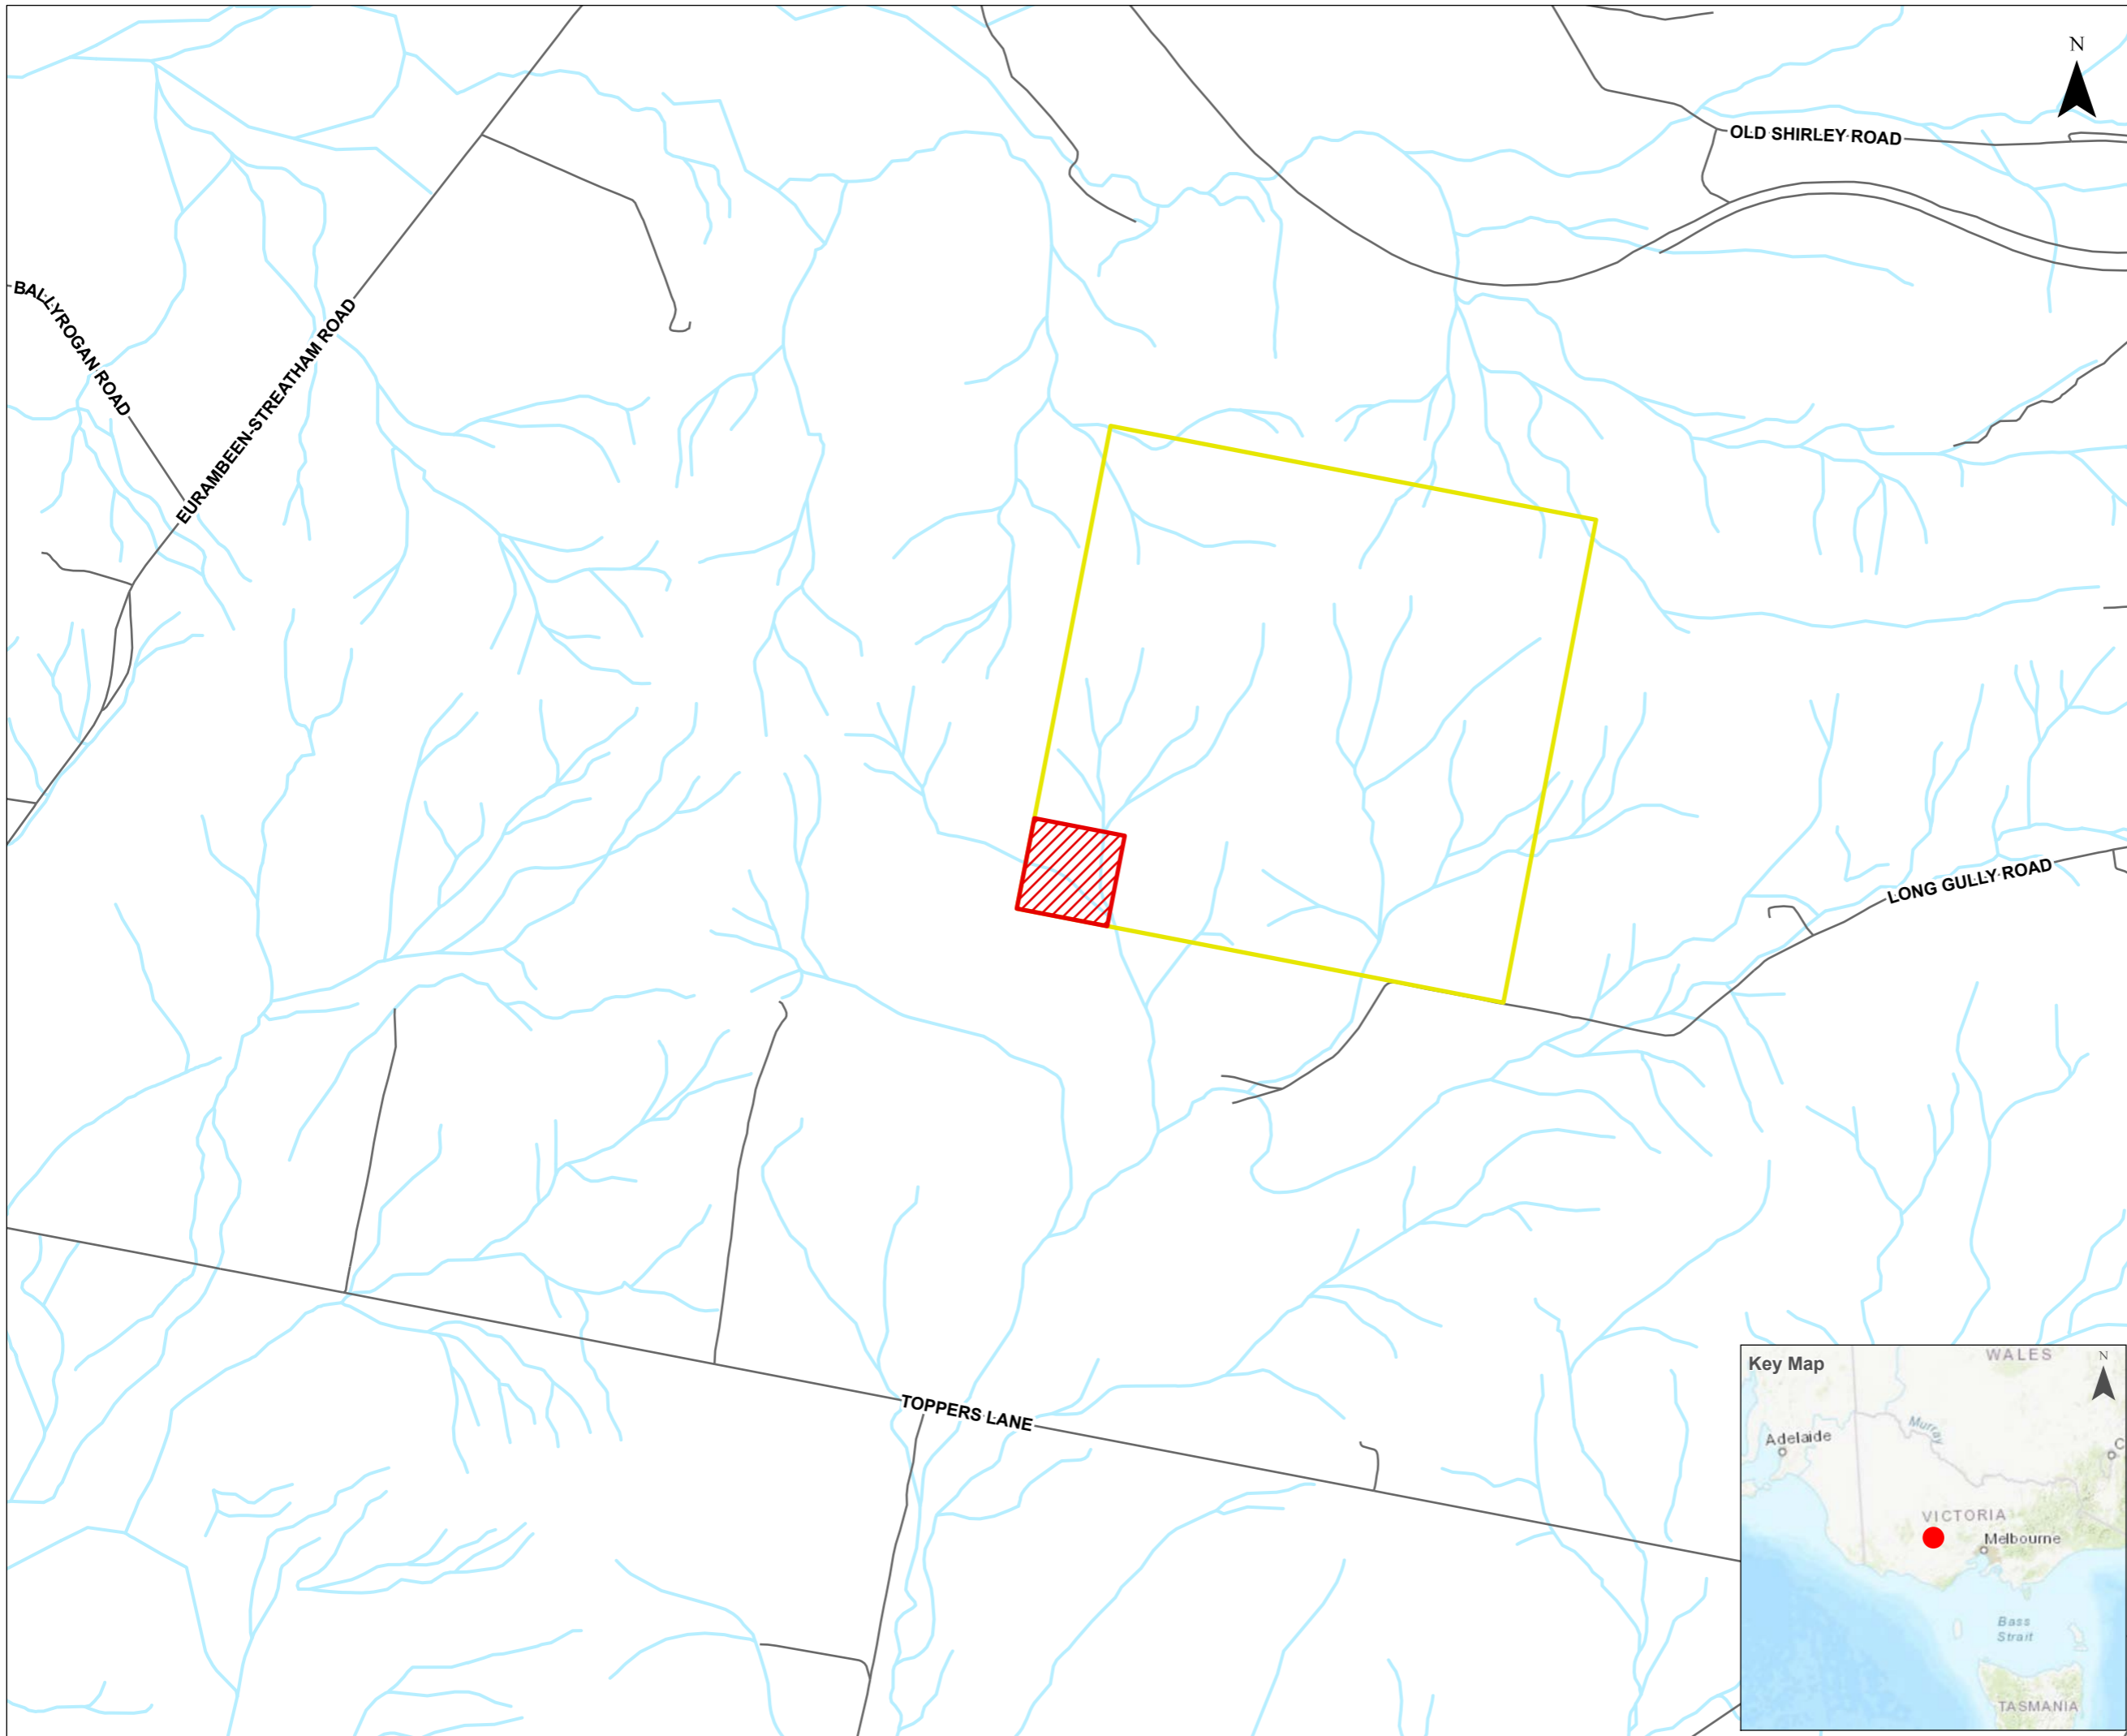 N
OLD SHIRLEY ROAD
BALLYROGAN ROAD
EURAMBEEN-STREATHAM ROAD
LONG GULLY ROAD
TOPPERS LANE
Key Map
N
WALES
Murray
Adelaide
C
VICTORIA
Melbourne
Bass
Strait
TASMANIA